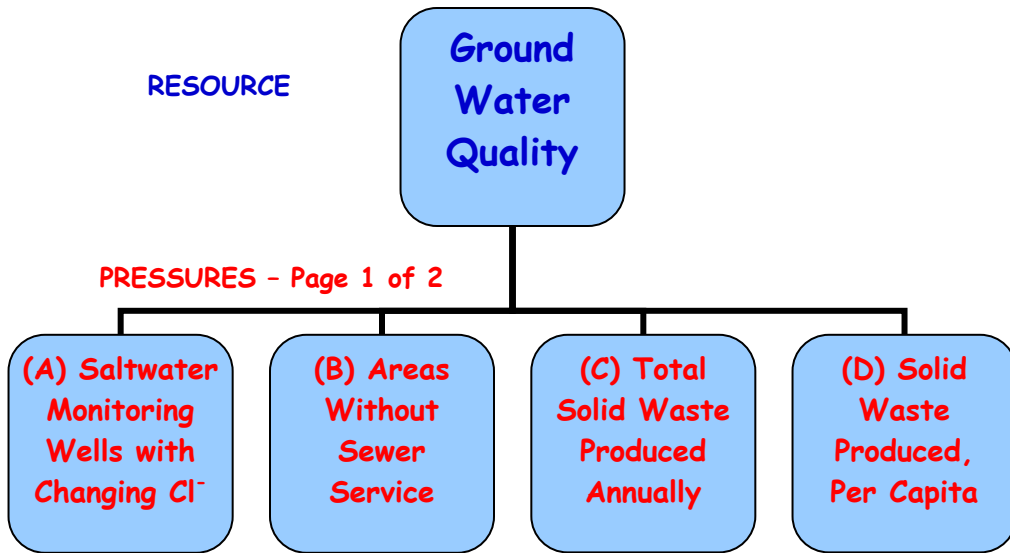 Ground
Water
Quality
RESOURCE
PRESSURES – Page 1 of 2
(A) Saltwater
Monitoring
Wells with
Changing Cl⁻
(B) Areas
Without
Sewer
Service
(C) Total
Solid Waste
Produced
Annually
(D) Solid
Waste
Produced,
Per Capita